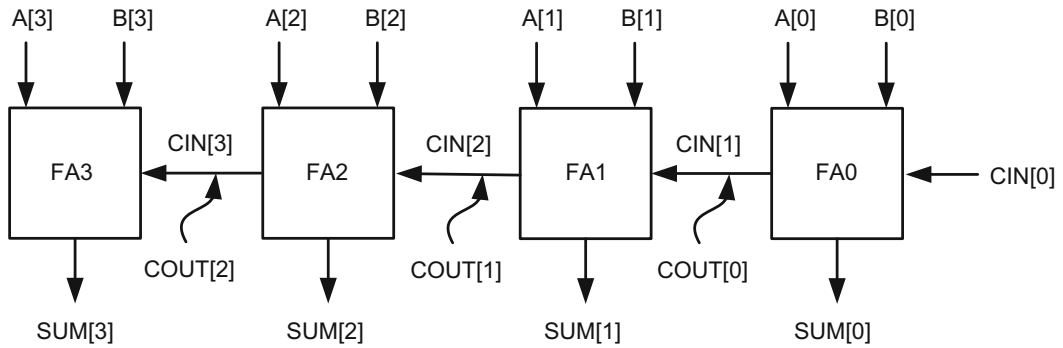 A[3] B[3] A[2] B[2] A[1] B[1] A[0] B[0]
CIN[3] CIN[2] CIN[1]
FA3 FA2 FA1 FA0 CIN[0]
COUT[2] COUT[1] COUT[0]
SUM[3] SUM[2] SUM[1] SUM[0]